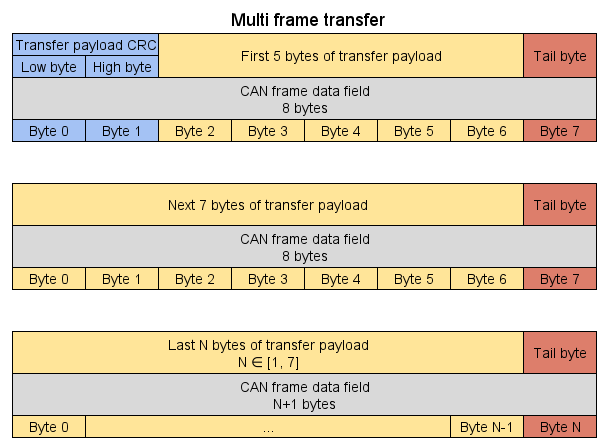 Multi frame transfer
Transfer payload CRC
First 5 bytes of transfer payload
Tail byte
Low byte
High byte
CAN frame data field
8 bytes
Byte 0
Byte 1
Byte 2
Byte 3
Byte 4
Byte 5
Byte 6
Byte 7
Next 7 bytes of transfer payload
Tail byte
CAN frame data field
8 bytes
Byte 0
Byte 1
Byte 2
Byte 3
Byte 4
Byte 5
Byte 6
Byte 7
Last N bytes of transfer payload
N ∈ [1, 7]
Tail byte
CAN frame data field
N+1 bytes
Byte 0
...
Byte N-1
Byte N